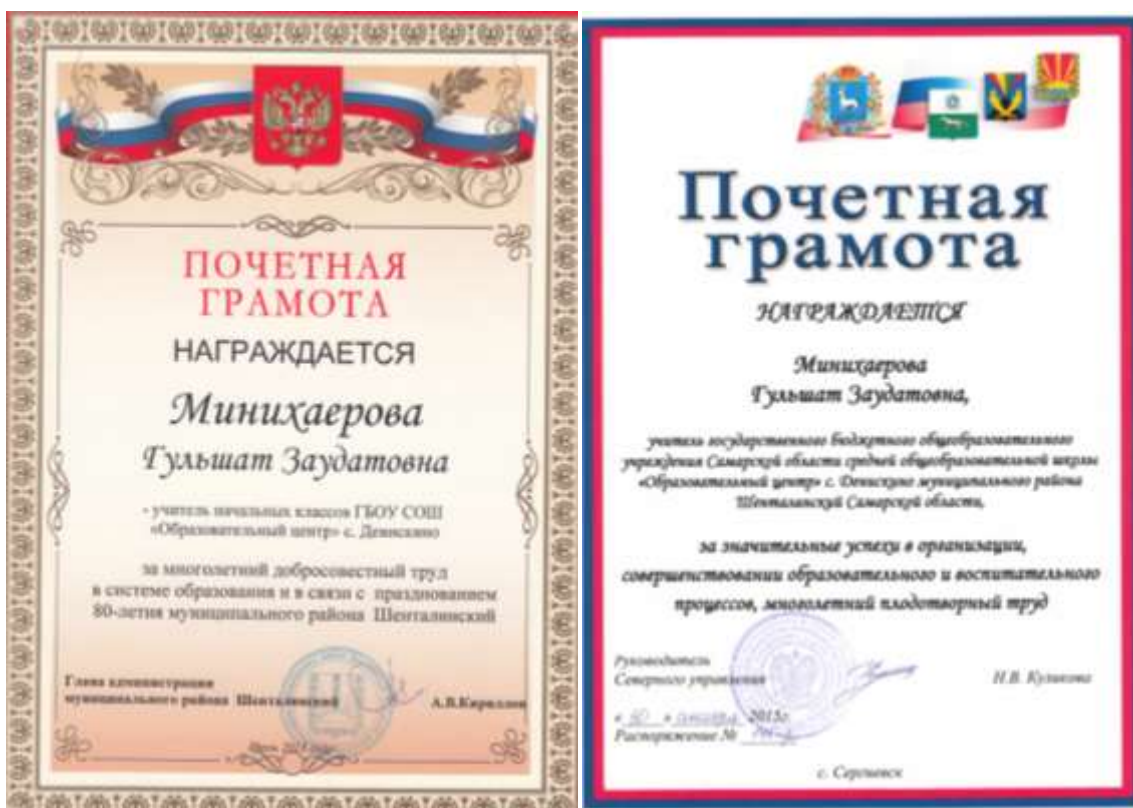 ПОЧЕТНАЯ
ГРАМОТА
НАГРАЖДАЕТСЯ
Минихаерова
Гульшат Заудатовна
- учитель начальных классов ГБОУ СОШ
«Образовательный центр» с. Денискино
за многолетний добросовестный труд
в системе образования и в связи с празднованием
80-летия муниципального района Шенталинский
Глава администрации
муниципального района Шенталинский А.В.Кириллов
Почетная
грамота
НАГРАЖДАЕТСЯ
Минихаерова
Гульшат Заудатовна,
учитель государственного бюджетного общеобразовательного
учреждения Самарской области средней общеобразовательной школы
«Образовательный центр» с. Денискино муниципального района
Шенталинский Самарской области,
за значительные успехи в организации,
совершенствовании образовательного и воспитательного
процессов, многолетний плодотворный труд
Руководитель
Северного управления Н.В. Куликова
2015г.
Распоряжение №
с. Сергиевск